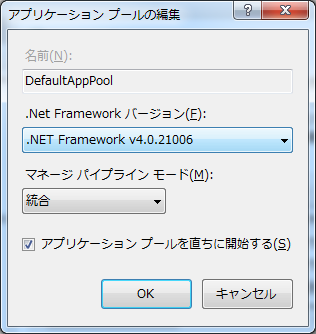 アプリケーション プールの編集
名前(N):
DefaultAppPool
.Net Framework バージョン(F):
.NET Framework v4.0.21006
マネージ パイプライン モード(M):
統合
アプリケーション プールを直ちに開始する(S)
OK
キャンセル